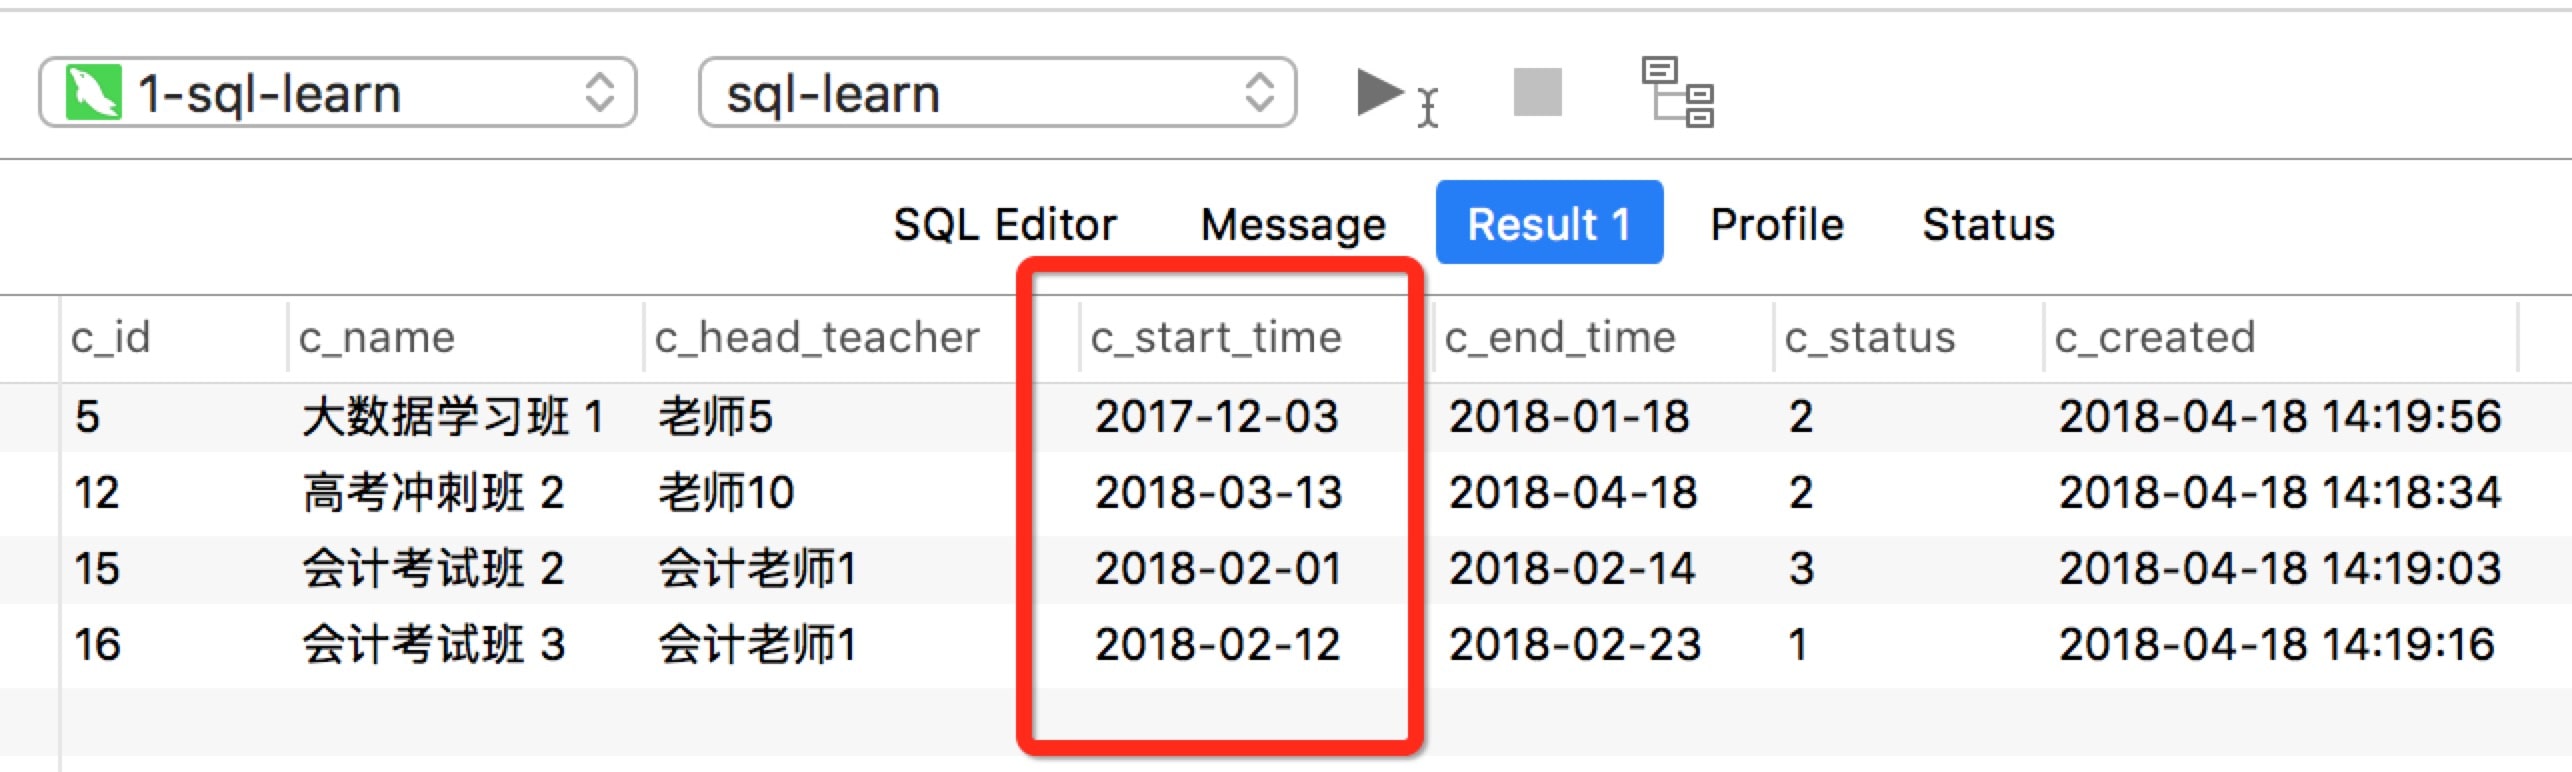 1-sql-learn sql-learn
SQL Editor Message Result 1 Profile Status
c_id c_name c_head_teacher c_start_time c_end_time c_status c_created
5 大数据学习班 1 老师5 2017-12-03 2018-01-18 2 2018-04-18 14:19:56
12 高考冲刺班 2 老师10 2018-03-13 2018-04-18 2 2018-04-18 14:18:34
15 会计考试班 2 会计老师1 2018-02-01 2018-02-14 3 2018-04-18 14:19:03
16 会计考试班 3 会计老师1 2018-02-12 2018-02-23 1 2018-04-18 14:19:16